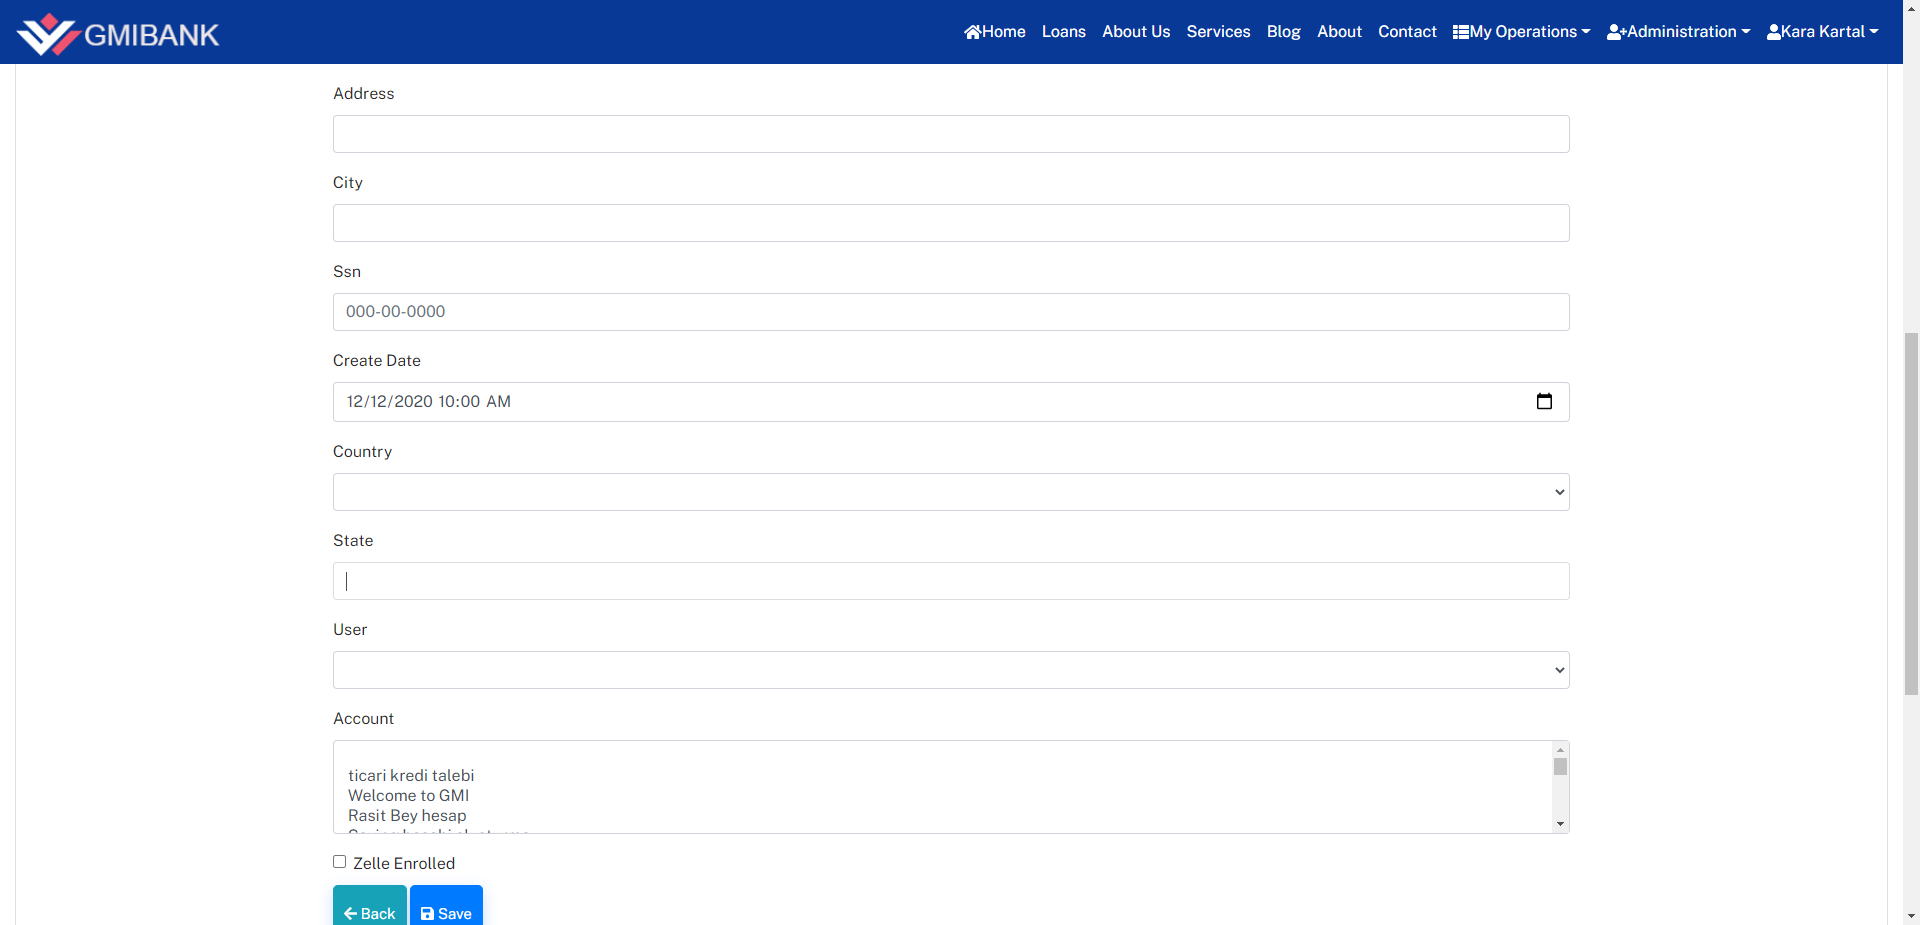 GMIBANK
Home Loans About Us Services Blog About Contact My Operations Administration Kara Kartal
Address
City
Ssn
000-00-0000
Create Date
12/12/2020 10:00 AM
Country
State
User
Account
ticari kredi talebi
Welcome to GMI
Rasit Bey hesap
Zelle Enrolled
Back Save